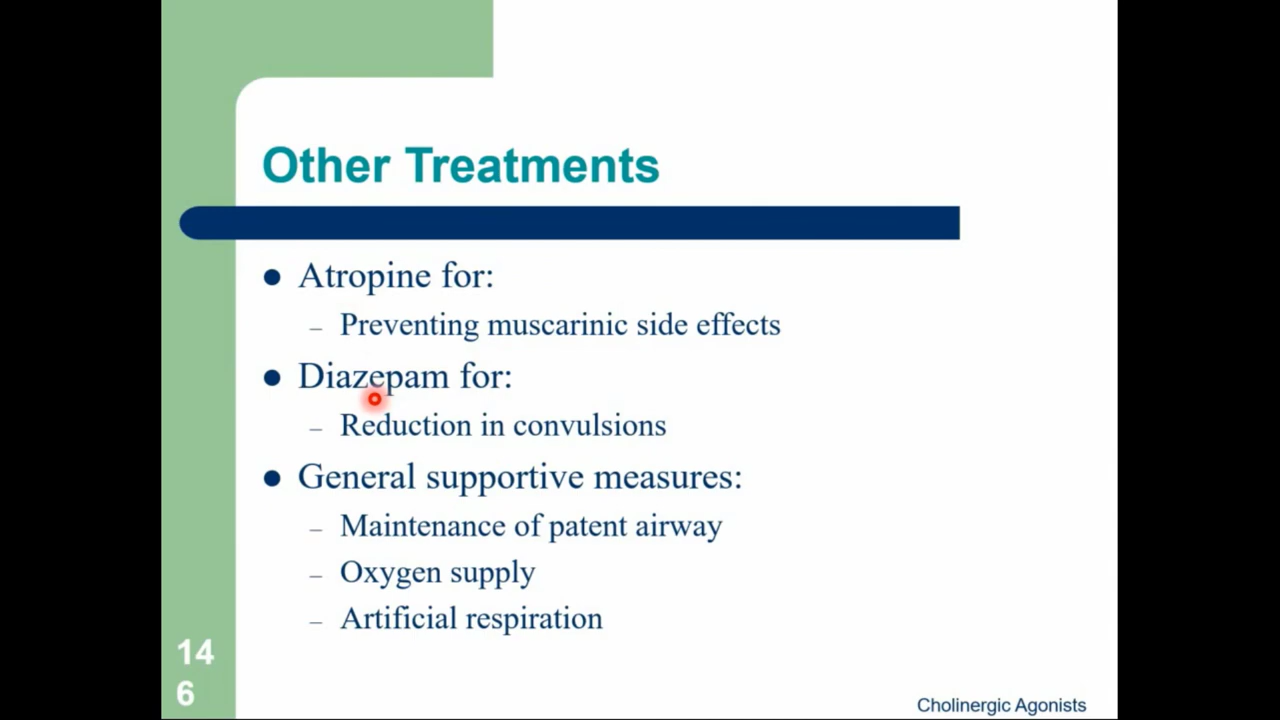 Other Treatments
● Atropine for:
– Preventing muscarinic side effects
● Diazepam for:
– Reduction in convulsions
● General supportive measures:
– Maintenance of patent airway
– Oxygen supply
– Artificial respiration
14
6
Cholinergic Agonists